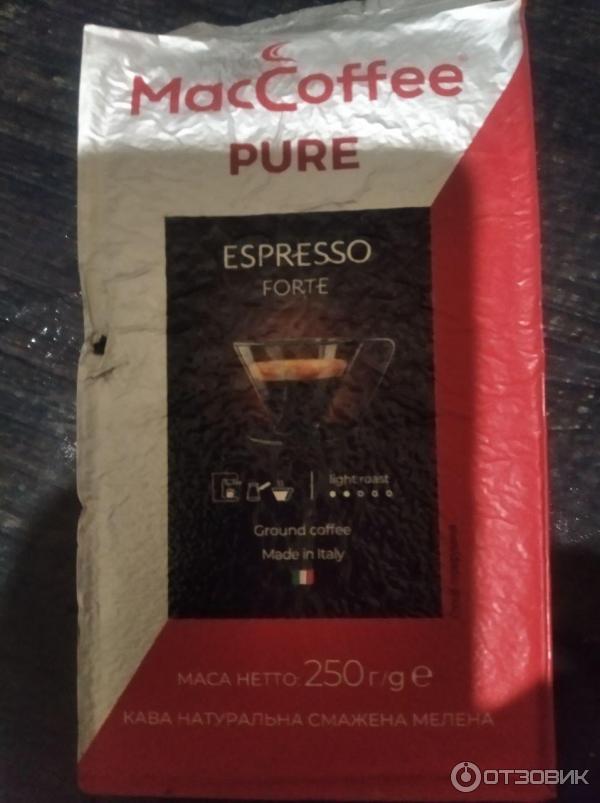 MacCoffee
PURE
ESPRESSO
FORTE
light roast
Ground coffee
Made in Italy
МАСА НЕТТО: 250 г/g e
КАВА НАТУРАЛЬНА СМАЖЕНА МЕЛЕНА
ОТЗОВИК